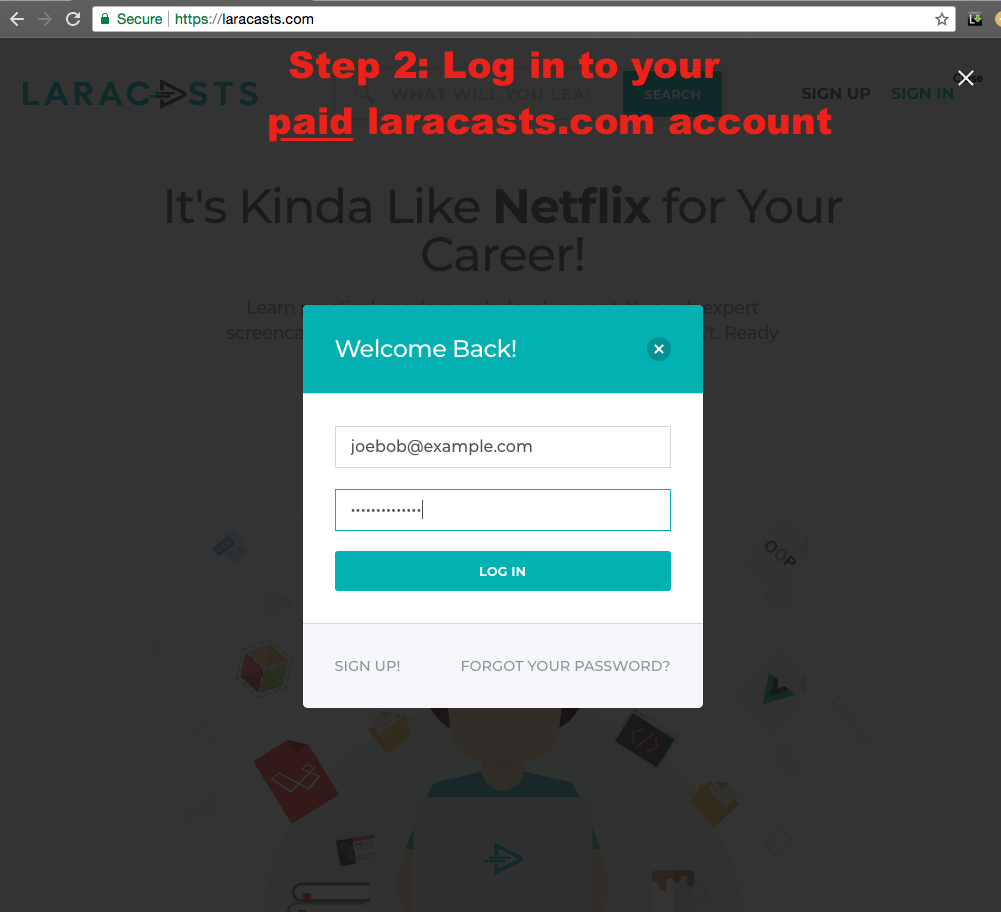 Secure
https://laracasts.com
Step 2: Log in to your
paid laracasts.com account
LARACASTS
WHAT WILL YOU LEA
SEARCH
SIGN UP
SIGN IN
It's Kinda Like Netflix for Your
Career!
Learn
expert
screenca
't. Ready
Welcome Back!
joebob@example.com
••••••••••••••
LOG IN
SIGN UP!
FORGOT YOUR PASSWORD?
OOP
Laravel